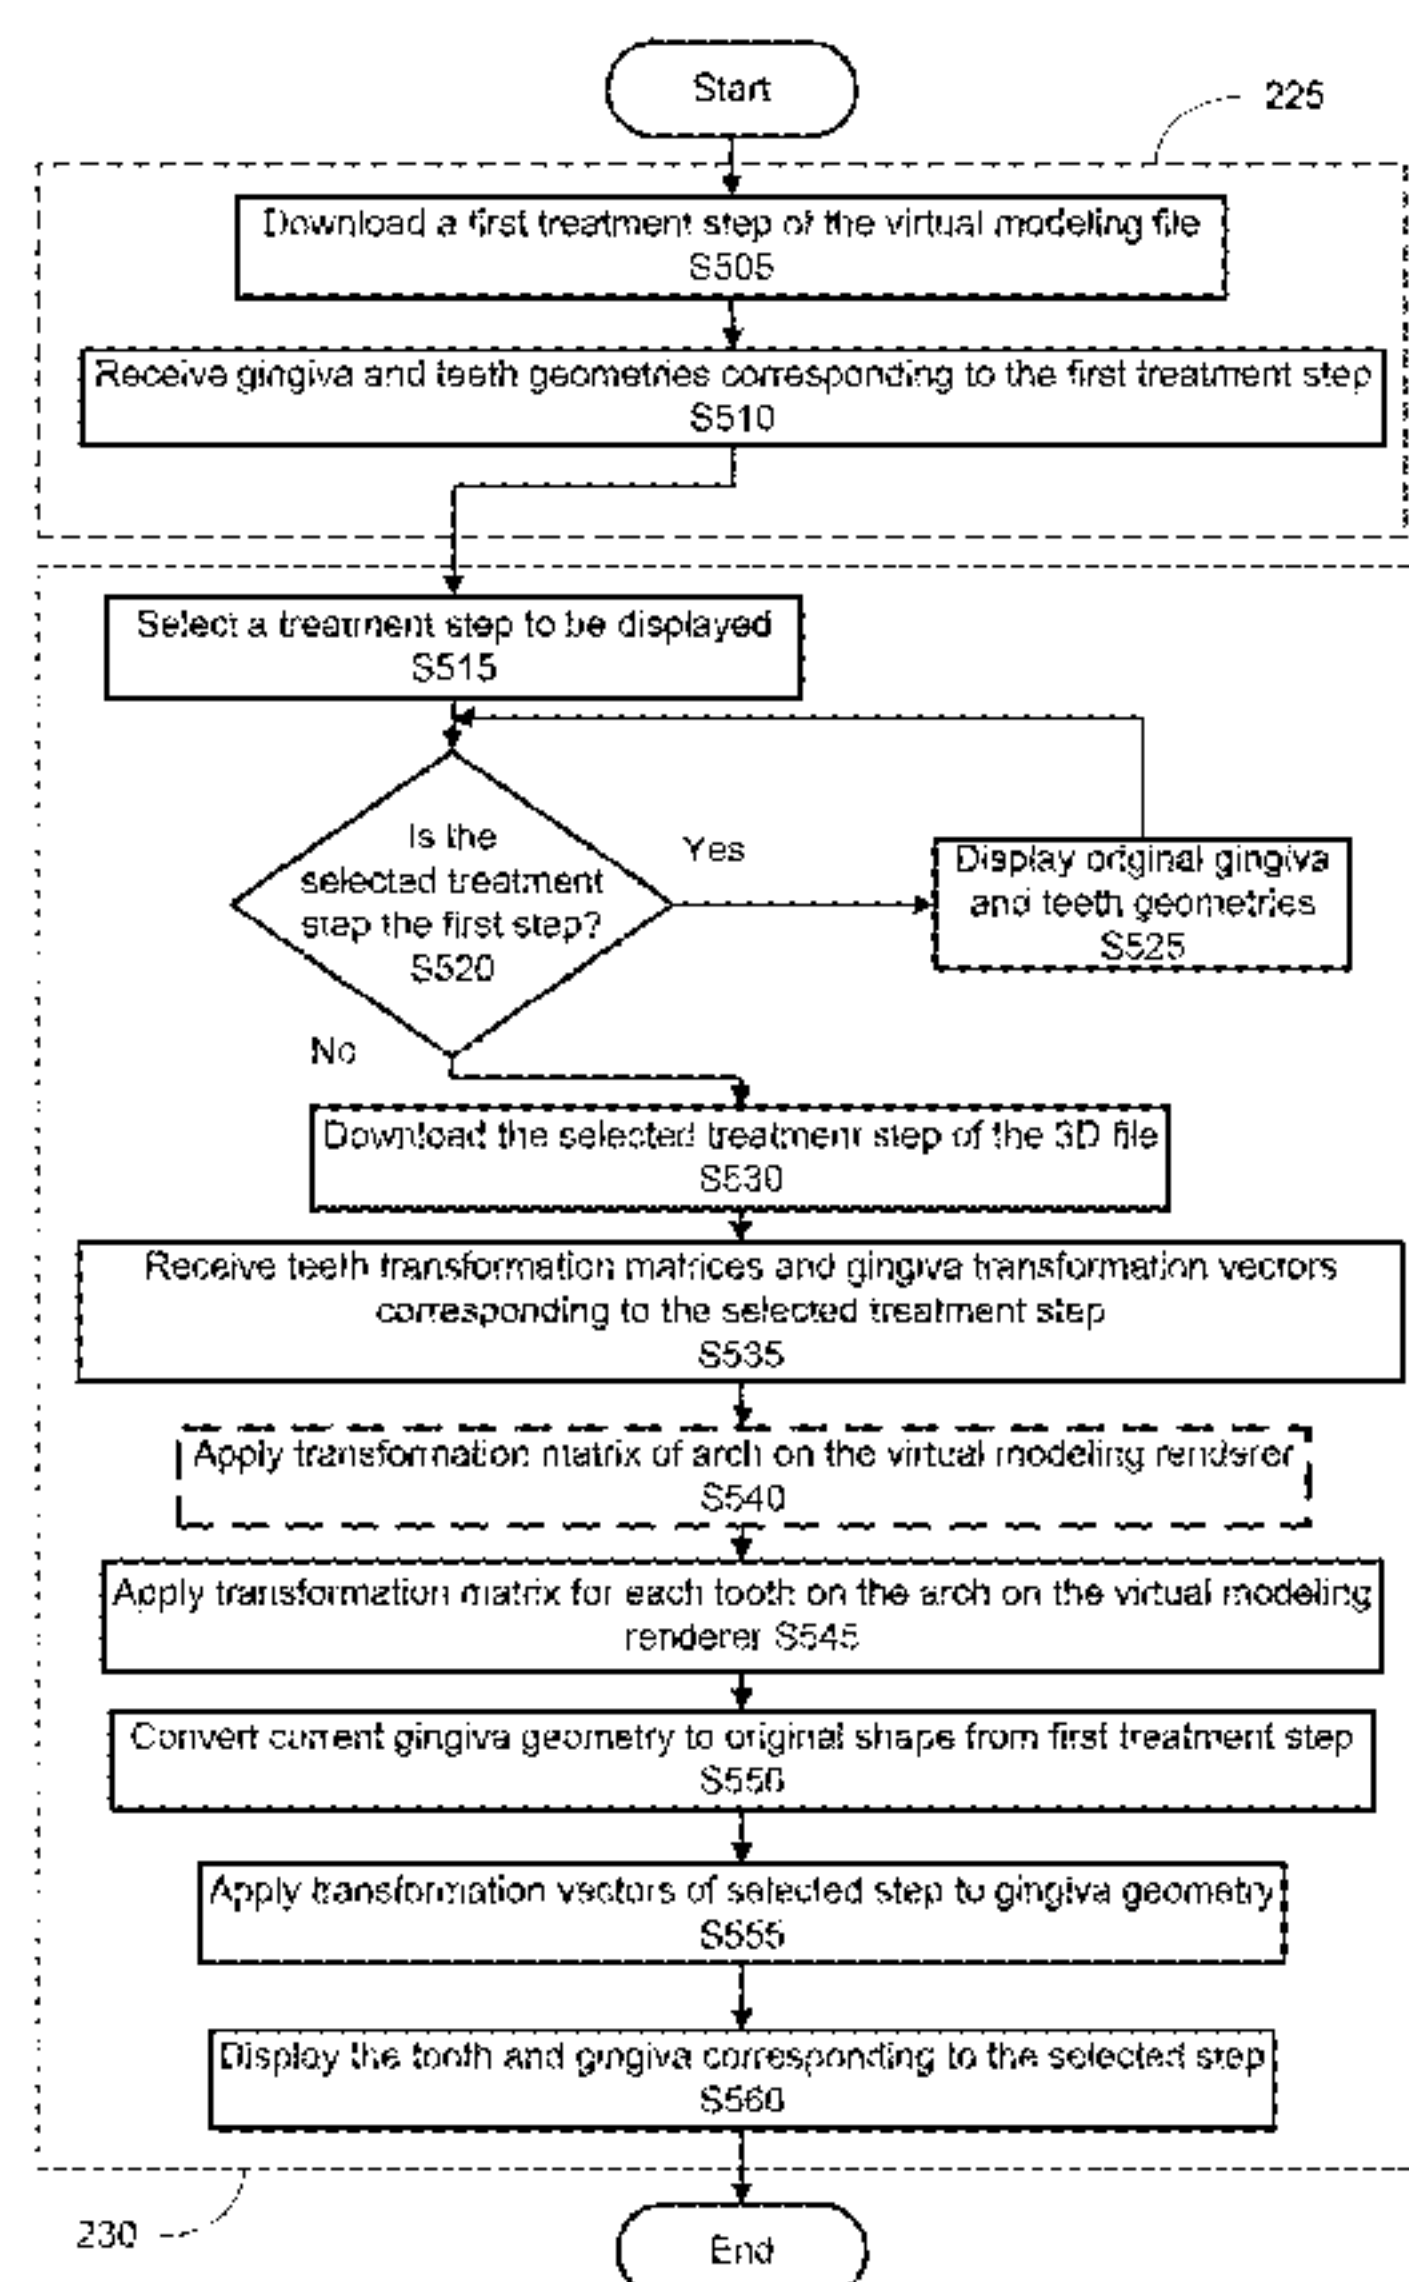 Start
225
Download a first treatment step of the virtual modeling file
S505
Receive gingiva and teeth geometries corresponding to the first treatment step
S510
Select a treatment step to be displayed
S515
Is the
selected treatment
step the first step?
S520
Yes
Display original gingiva
and teeth geometries
S525
No
Download the selected treatment step of the 3D file
S530
Receive teeth transformation matrices and gingiva transformation vectors
corresponding to the selected treatment step
S535
Apply transformation matrix of arch on the virtual modeling renderer
S540
Apply transformation matrix for each tooth on the arch on the virtual modeling
renderer S545
Convert current gingiva geometry to original shape from first treatment step
S550
Apply transformation vectors of selected step to gingiva geometry
S555
Display the tooth and gingiva corresponding to the selected step
S560
230
End